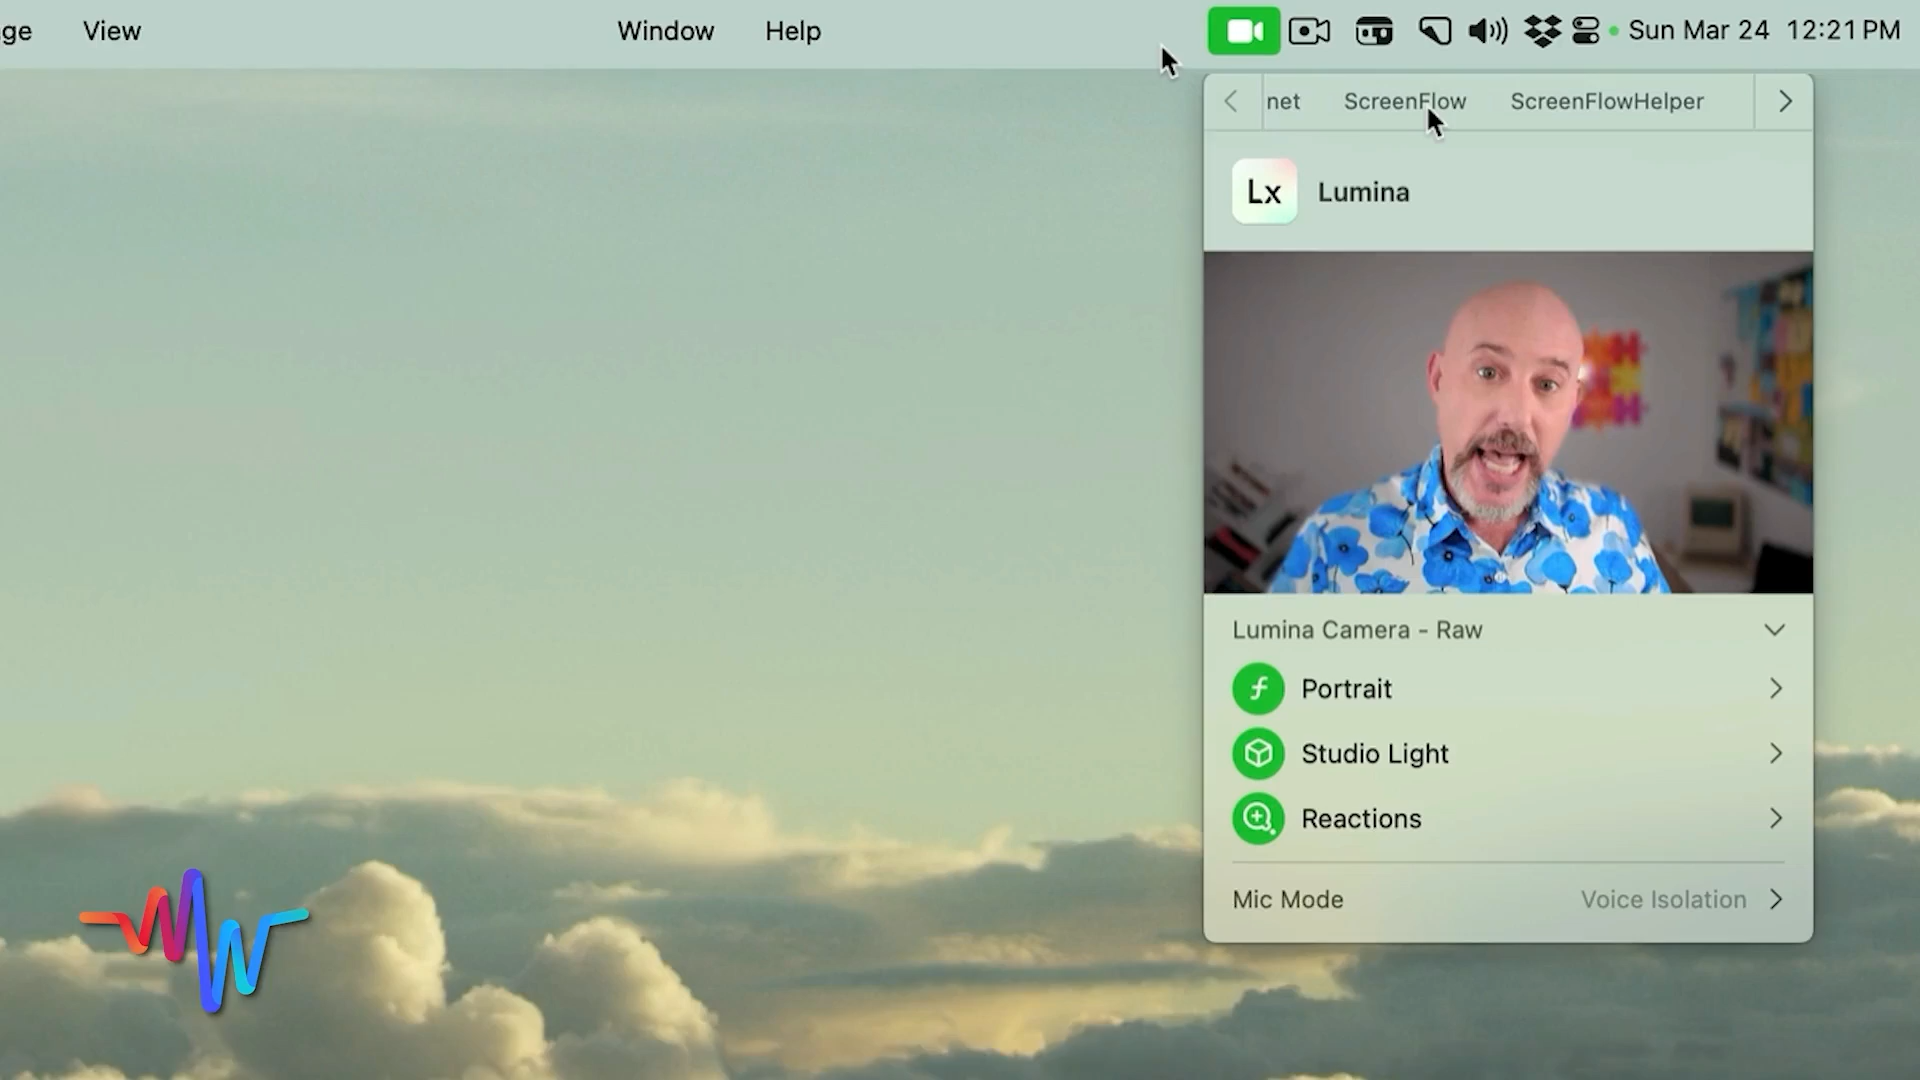 ge View Window Help Sun Mar 24 12:21 PM
net ScreenFlow ScreenFlowHelper
Lx Lumina
Lumina Camera - Raw
Portrait
Studio Light
Reactions
Mic Mode Voice Isolation